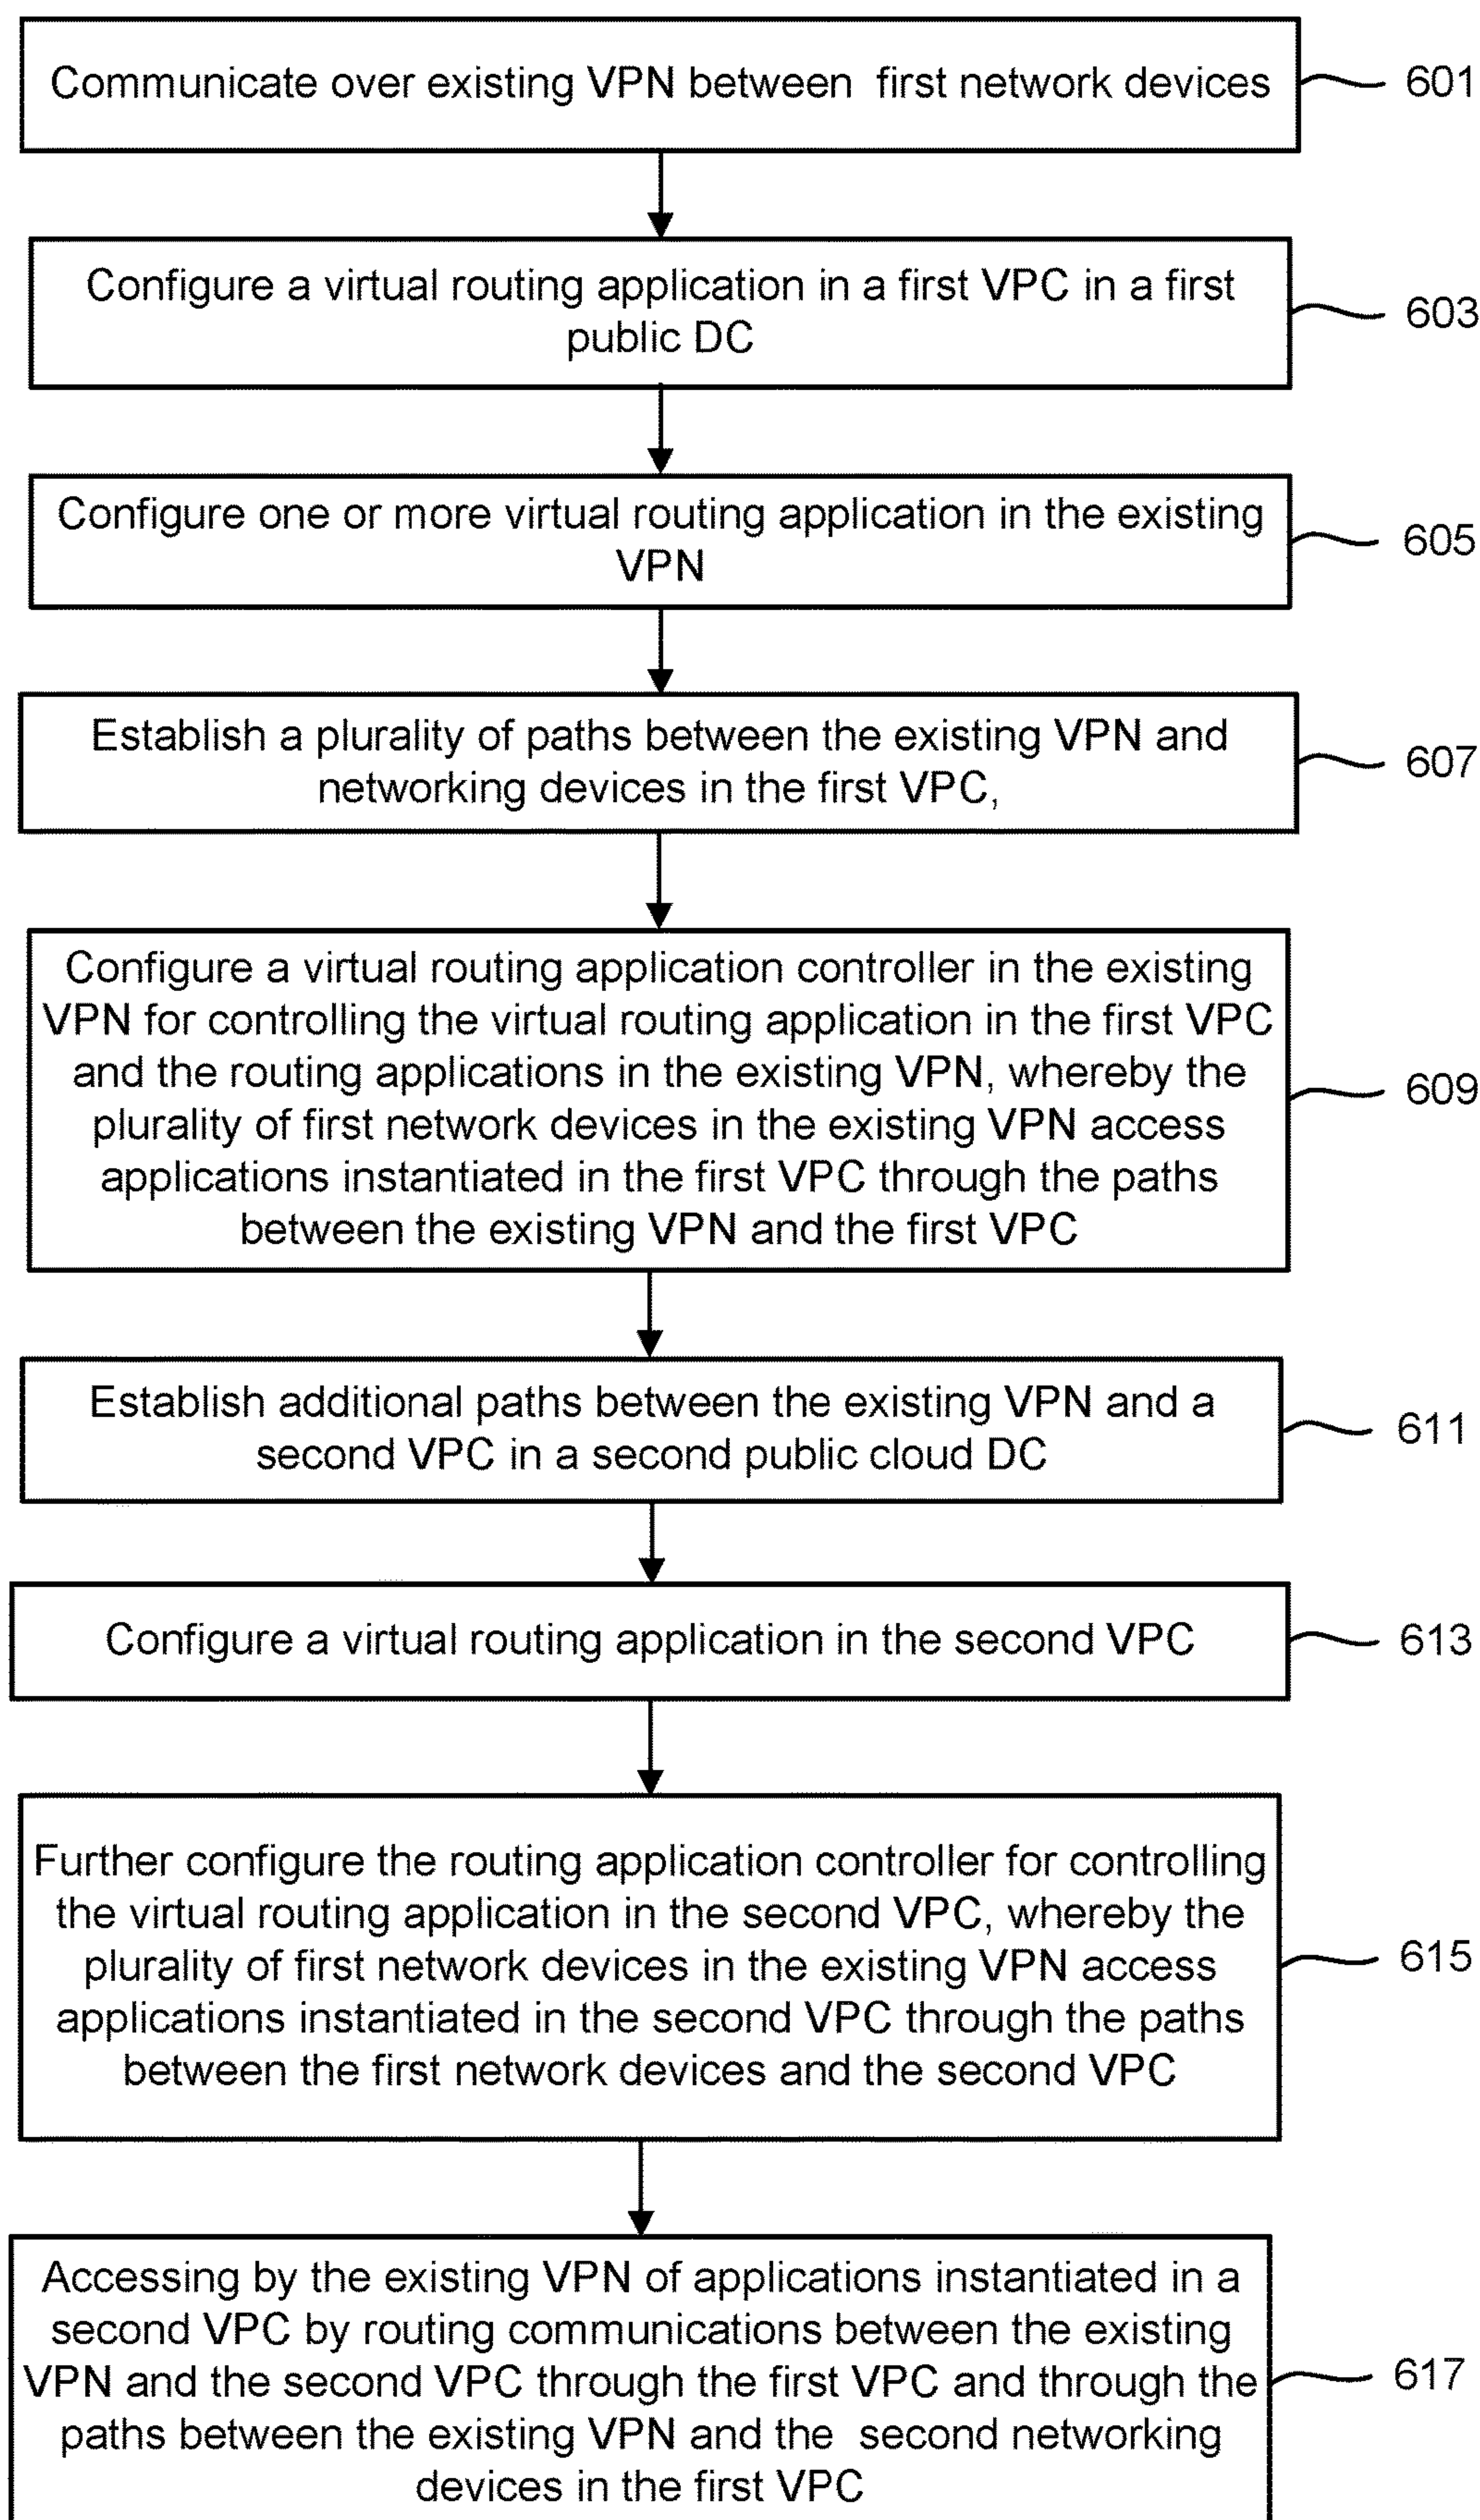 Communicate over existing VPN between first network devices
601
Configure a virtual routing application in a first VPC in a first
public DC
603
Configure one or more virtual routing application in the existing
VPN
605
Establish a plurality of paths between the existing VPN and
networking devices in the first VPC,
607
Configure a virtual routing application controller in the existing
VPN for controlling the virtual routing application in the first VPC
and the routing applications in the existing VPN, whereby the
plurality of first network devices in the existing VPN access
applications instantiated in the first VPC through the paths
between the existing VPN and the first VPC
609
Establish additional paths between the existing VPN and a
second VPC in a second public cloud DC
611
Configure a virtual routing application in the second VPC
613
Further configure the routing application controller for controlling
the virtual routing application in the second VPC, whereby the
plurality of first network devices in the existing VPN access
applications instantiated in the second VPC through the paths
between the first network devices and the second VPC
615
Accessing by the existing VPN of applications instantiated in a
second VPC by routing communications between the existing
VPN and the second VPC through the first VPC and through the
paths between the existing VPN and the second networking
devices in the first VPC
617